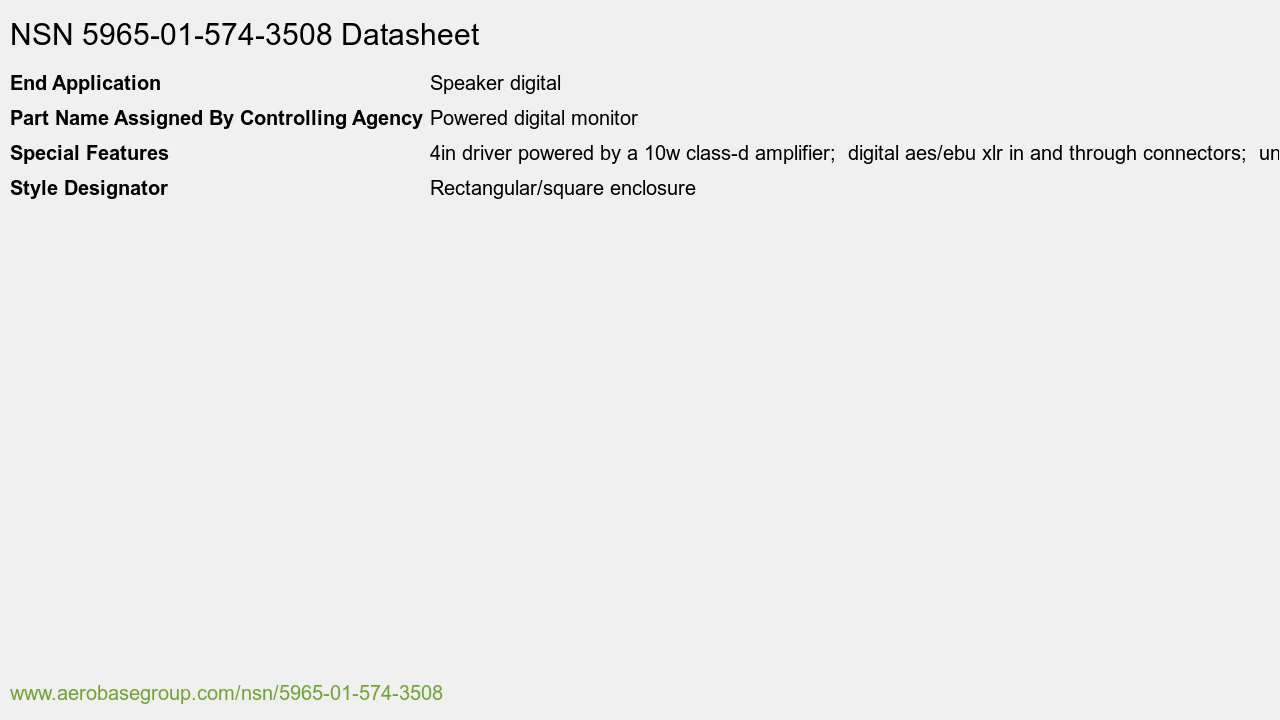 NSN 5965-01-574-3508 Datasheet
End Application Speaker digital
Part Name Assigned By Controlling Agency Powered digital monitor
Special Features 4in driver powered by a 10w class-d amplifier;  digital aes/ebu xlr in and through connectors;
Style Designator Rectangular/square enclosure
www.aerobasegroup.com/nsn/5965-01-574-3508